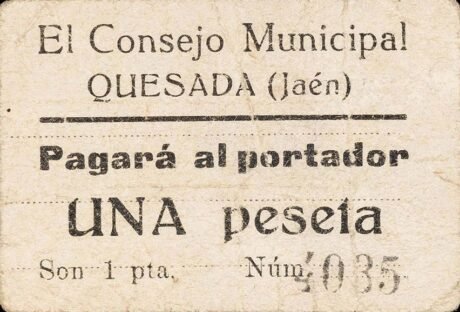 El Consejo Municipal
QUESADA (Jaén)
Pagará al portador
UNA peseta
Son 1 pta. Núm. 4035